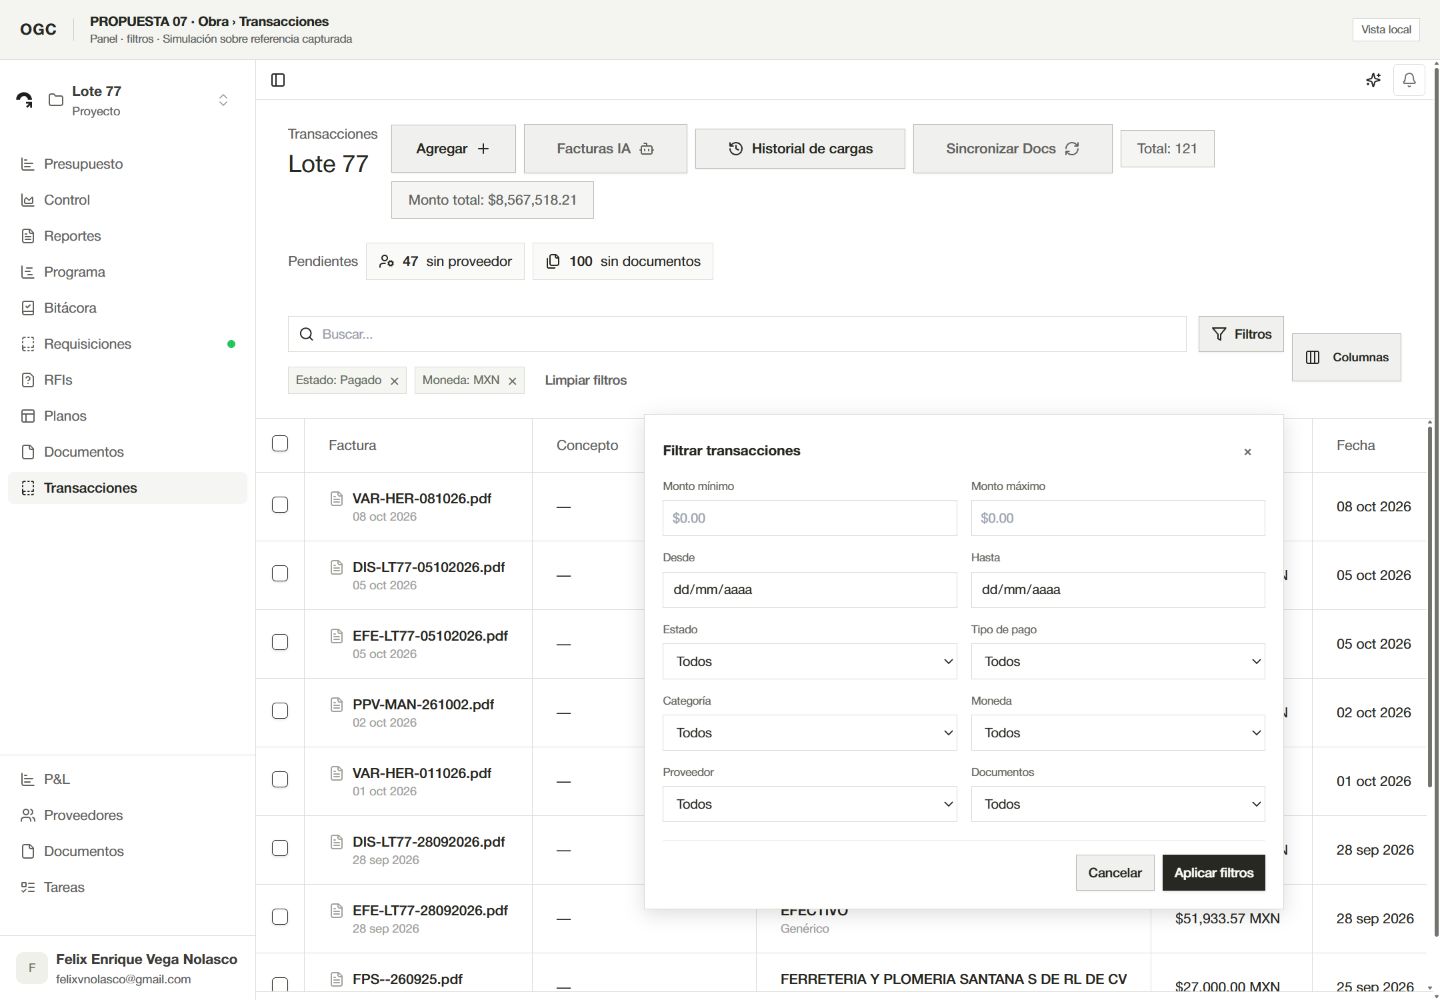 OGC
PROPUESTA 07 · Obra › Transacciones
Panel · filtros · Simulación sobre referencia capturada
Vista local
Lote 77
Proyecto
Presupuesto
Control
Reportes
Programa
Bitácora
Requisiciones
RFIs
Planos
Documentos
Transacciones
P&L
Proveedores
Documentos
Tareas
F
Felix Enrique Vega Nolasco
felixvnolasco@gmail.com
Transacciones
Lote 77
Agregar
Facturas IA
Historial de cargas
Sincronizar Docs
Total: 121
Monto total: $8,567,518.21
Pendientes
47 sin proveedor
100 sin documentos
Buscar...
Filtros
Columnas
Estado: Pagado ×
Moneda: MXN ×
Limpiar filtros
Factura
Concepto
Fecha
VAR-HER-081026.pdf
08 oct 2026
—
08 oct 2026
DIS-LT77-05102026.pdf
05 oct 2026
—
05 oct 2026
EFE-LT77-05102026.pdf
05 oct 2026
—
05 oct 2026
PPV-MAN-261002.pdf
02 oct 2026
—
02 oct 2026
VAR-HER-011026.pdf
01 oct 2026
—
01 oct 2026
DIS-LT77-28092026.pdf
28 sep 2026
—
28 sep 2026
EFE-LT77-28092026.pdf
28 sep 2026
—
EFECTIVO
Genérico
$51,933.57 MXN
28 sep 2026
FPS--260925.pdf
—
FERRETERIA Y PLOMERIA SANTANA S DE RL DE CV
$27,000.00 MXN
25 sep 2026
Filtrar transacciones
×
Monto mínimo
$0.00
Monto máximo
$0.00
Desde
dd/mm/aaaa
Hasta
dd/mm/aaaa
Estado
Todos
Tipo de pago
Todos
Categoría
Todos
Moneda
Todos
Proveedor
Todos
Documentos
Todos
Cancelar
Aplicar filtros